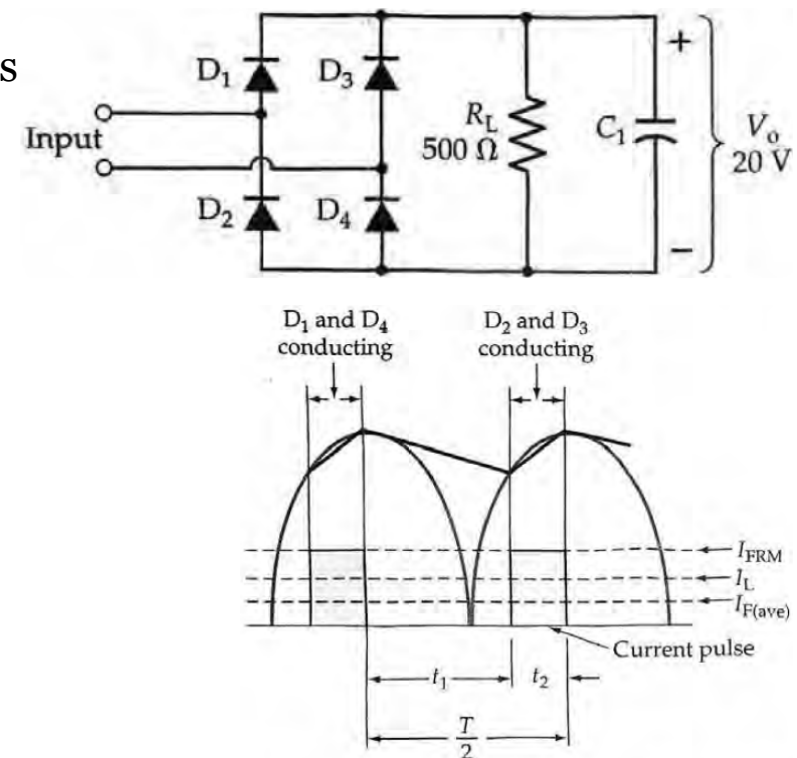 s
D1 D3
Input
RL
500 Ω
C1
+
Vo
20 V
D2 D4
−
D1 and D4
conducting
D2 and D3
conducting
IFRM
IL
IF(ave)
Current pulse
t1 t2
T
2